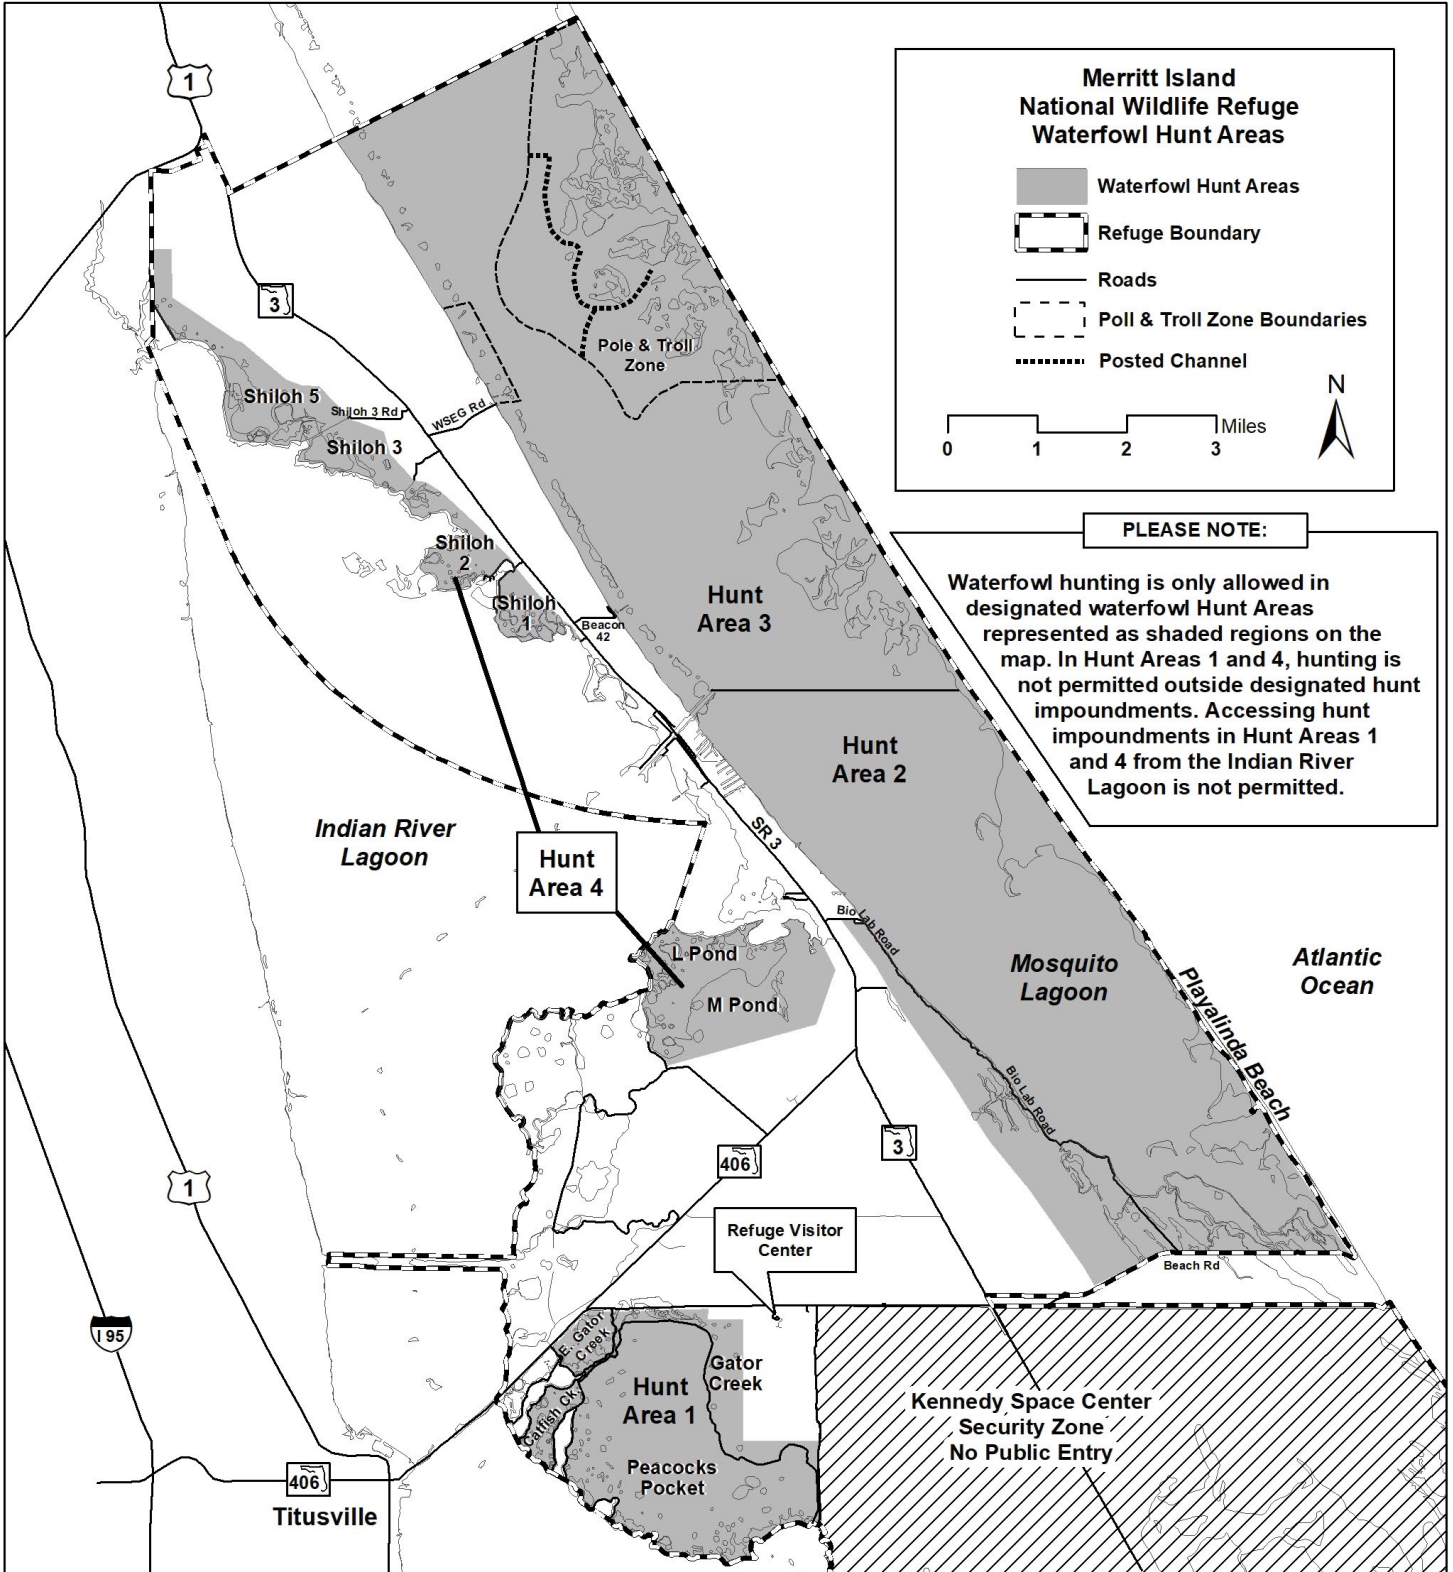 Merritt Island
National Wildlife Refuge
Waterfowl Hunt Areas
Waterfowl Hunt Areas
Refuge Boundary
Roads
Poll & Troll Zone Boundaries
Posted Channel
N
Miles
0 1 2 3
PLEASE NOTE:
Waterfowl hunting is only allowed in
designated waterfowl Hunt Areas
represented as shaded regions on the
map. In Hunt Areas 1 and 4, hunting is
not permitted outside designated hunt
impoundments. Accessing hunt
impoundments in Hunt Areas 1
and 4 from the Indian River
Lagoon is not permitted.
1
3
Pole & Troll
Zone
Shiloh 5
Shiloh 3 Rd
WSEG Rd
Shiloh 3
Shiloh
2
Shiloh
1
Beacon
42
Hunt
Area 3
Hunt
Area 2
Indian River
Lagoon
SR 3
Hunt
Area 4
Bio Lab Road
L Pond
M Pond
Mosquito
Lagoon
Atlantic
Ocean
Playalinda Beach
Bio Lab Road
406
3
1
Refuge Visitor
Center
Beach Rd
I 95
E. Gator
Creek
Gator
Creek
Hunt
Area 1
Catfish Ck.
Peacocks
Pocket
Kennedy Space Center
Security Zone
No Public Entry
406
Titusville